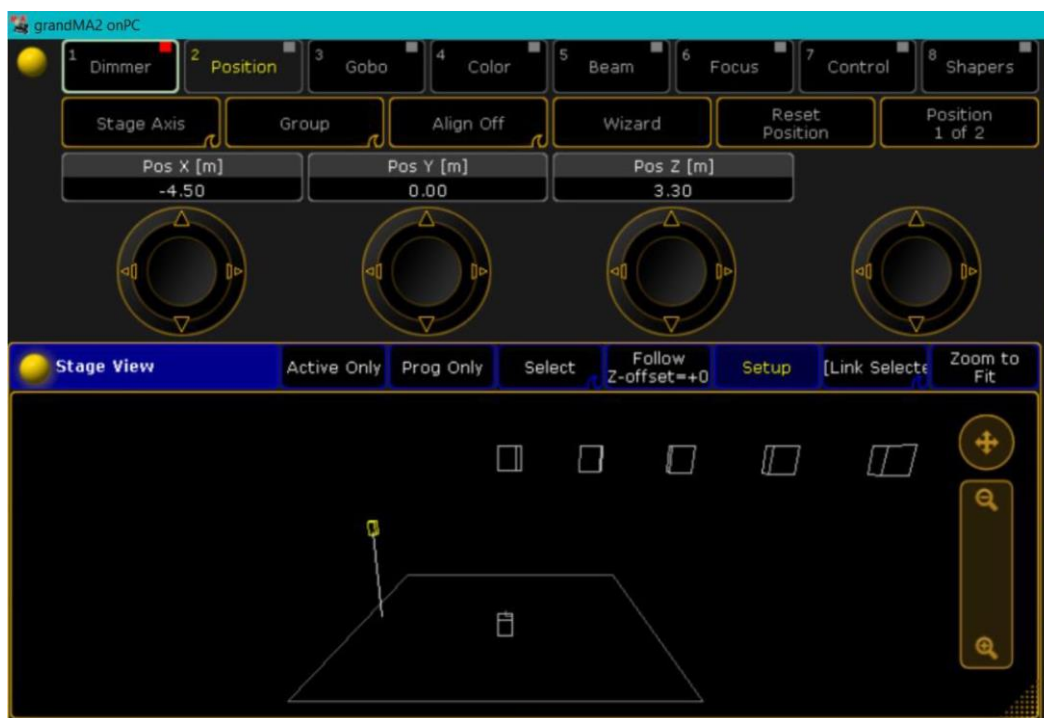 grandMA2 onPC
1 Dimmer
2 Position
3 Gobo
4 Color
5 Beam
6 Focus
7 Control
8 Shapers
Stage Axis
Group
Align Off
Wizard
Reset
Position
Position
1 of 2
Pos X [m]
-4.50
Pos Y [m]
0.00
Pos Z [m]
3.30
Stage View
Active Only
Prog Only
Select
Follow
Z-offset=+0
Setup
[Link Selecte
Zoom to
Fit